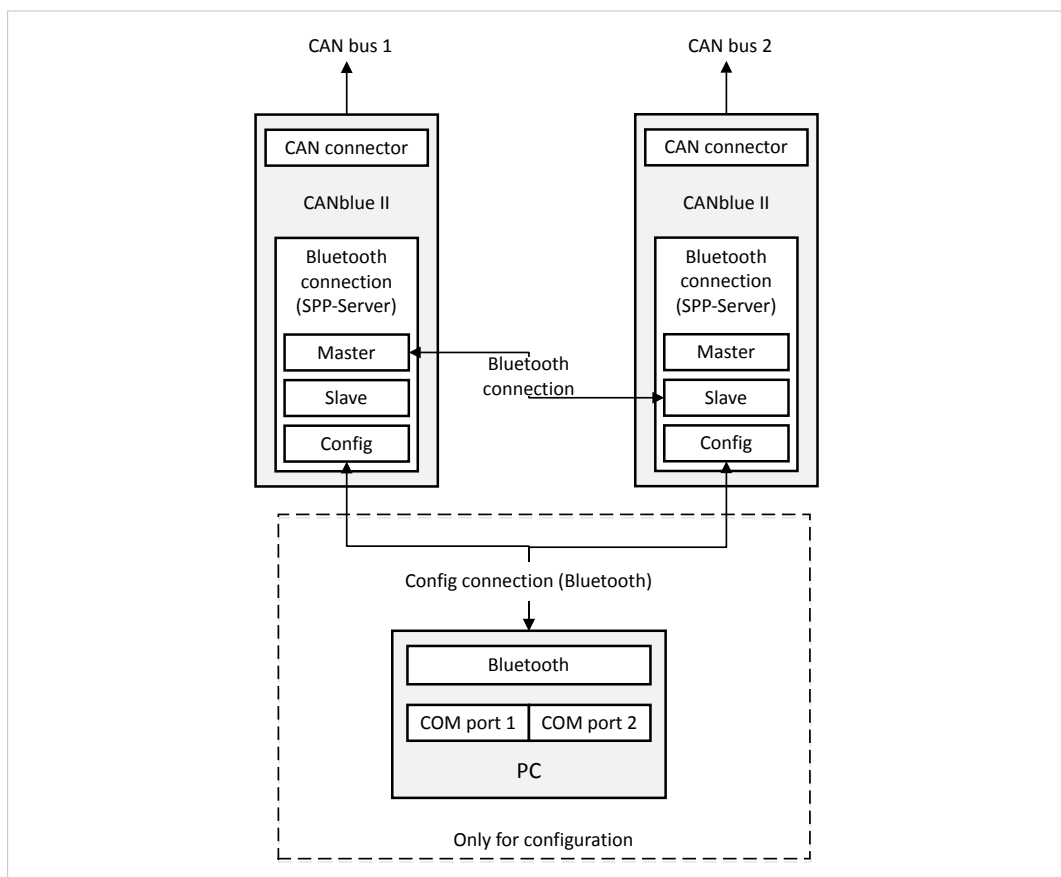 CAN bus 1
CAN bus 2
CAN connector
CANblue II
Bluetooth
connection
(SPP-Server)
Master
Slave
Config
CAN connector
CANblue II
Bluetooth
connection
(SPP-Server)
Master
Slave
Config
Bluetooth
connection
Config connection (Bluetooth)
Bluetooth
COM port 1
COM port 2
PC
Only for configuration